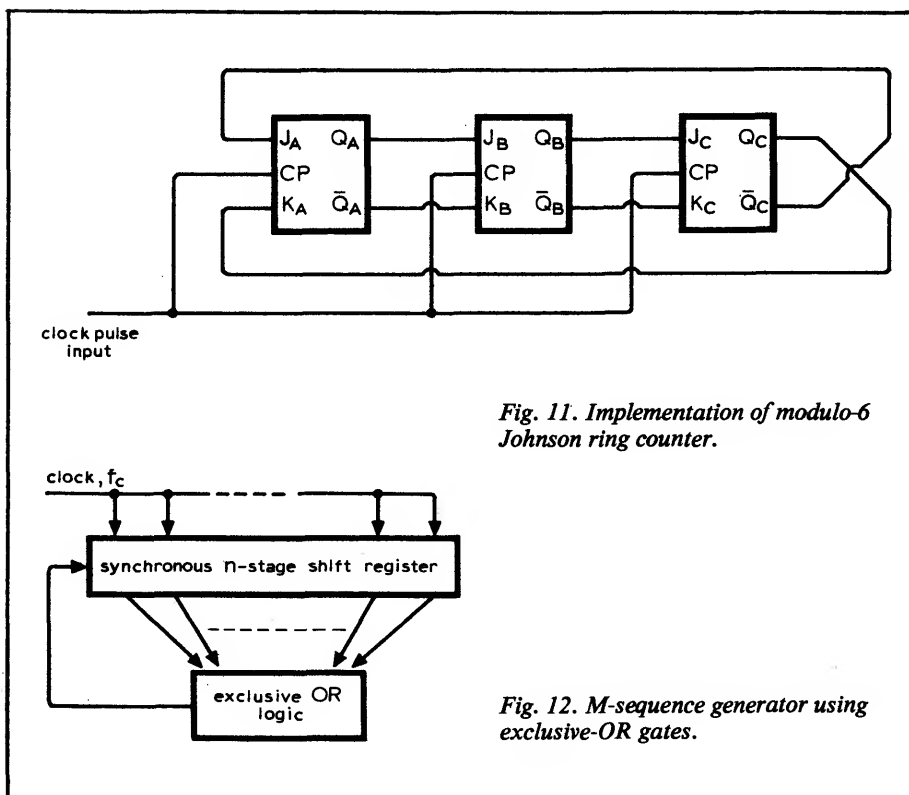 J_A Q_A J_B Q_B J_C Q_C
CP CP CP
K_A Q̄_A K_B Q̄_B K_C Q̄_C
clock pulse
input
Fig. 11. Implementation of modulo-6
Johnson ring counter.
clock, f_c
synchronous n-stage shift register
exclusive OR
logic
Fig. 12. M-sequence generator using
exclusive-OR gates.